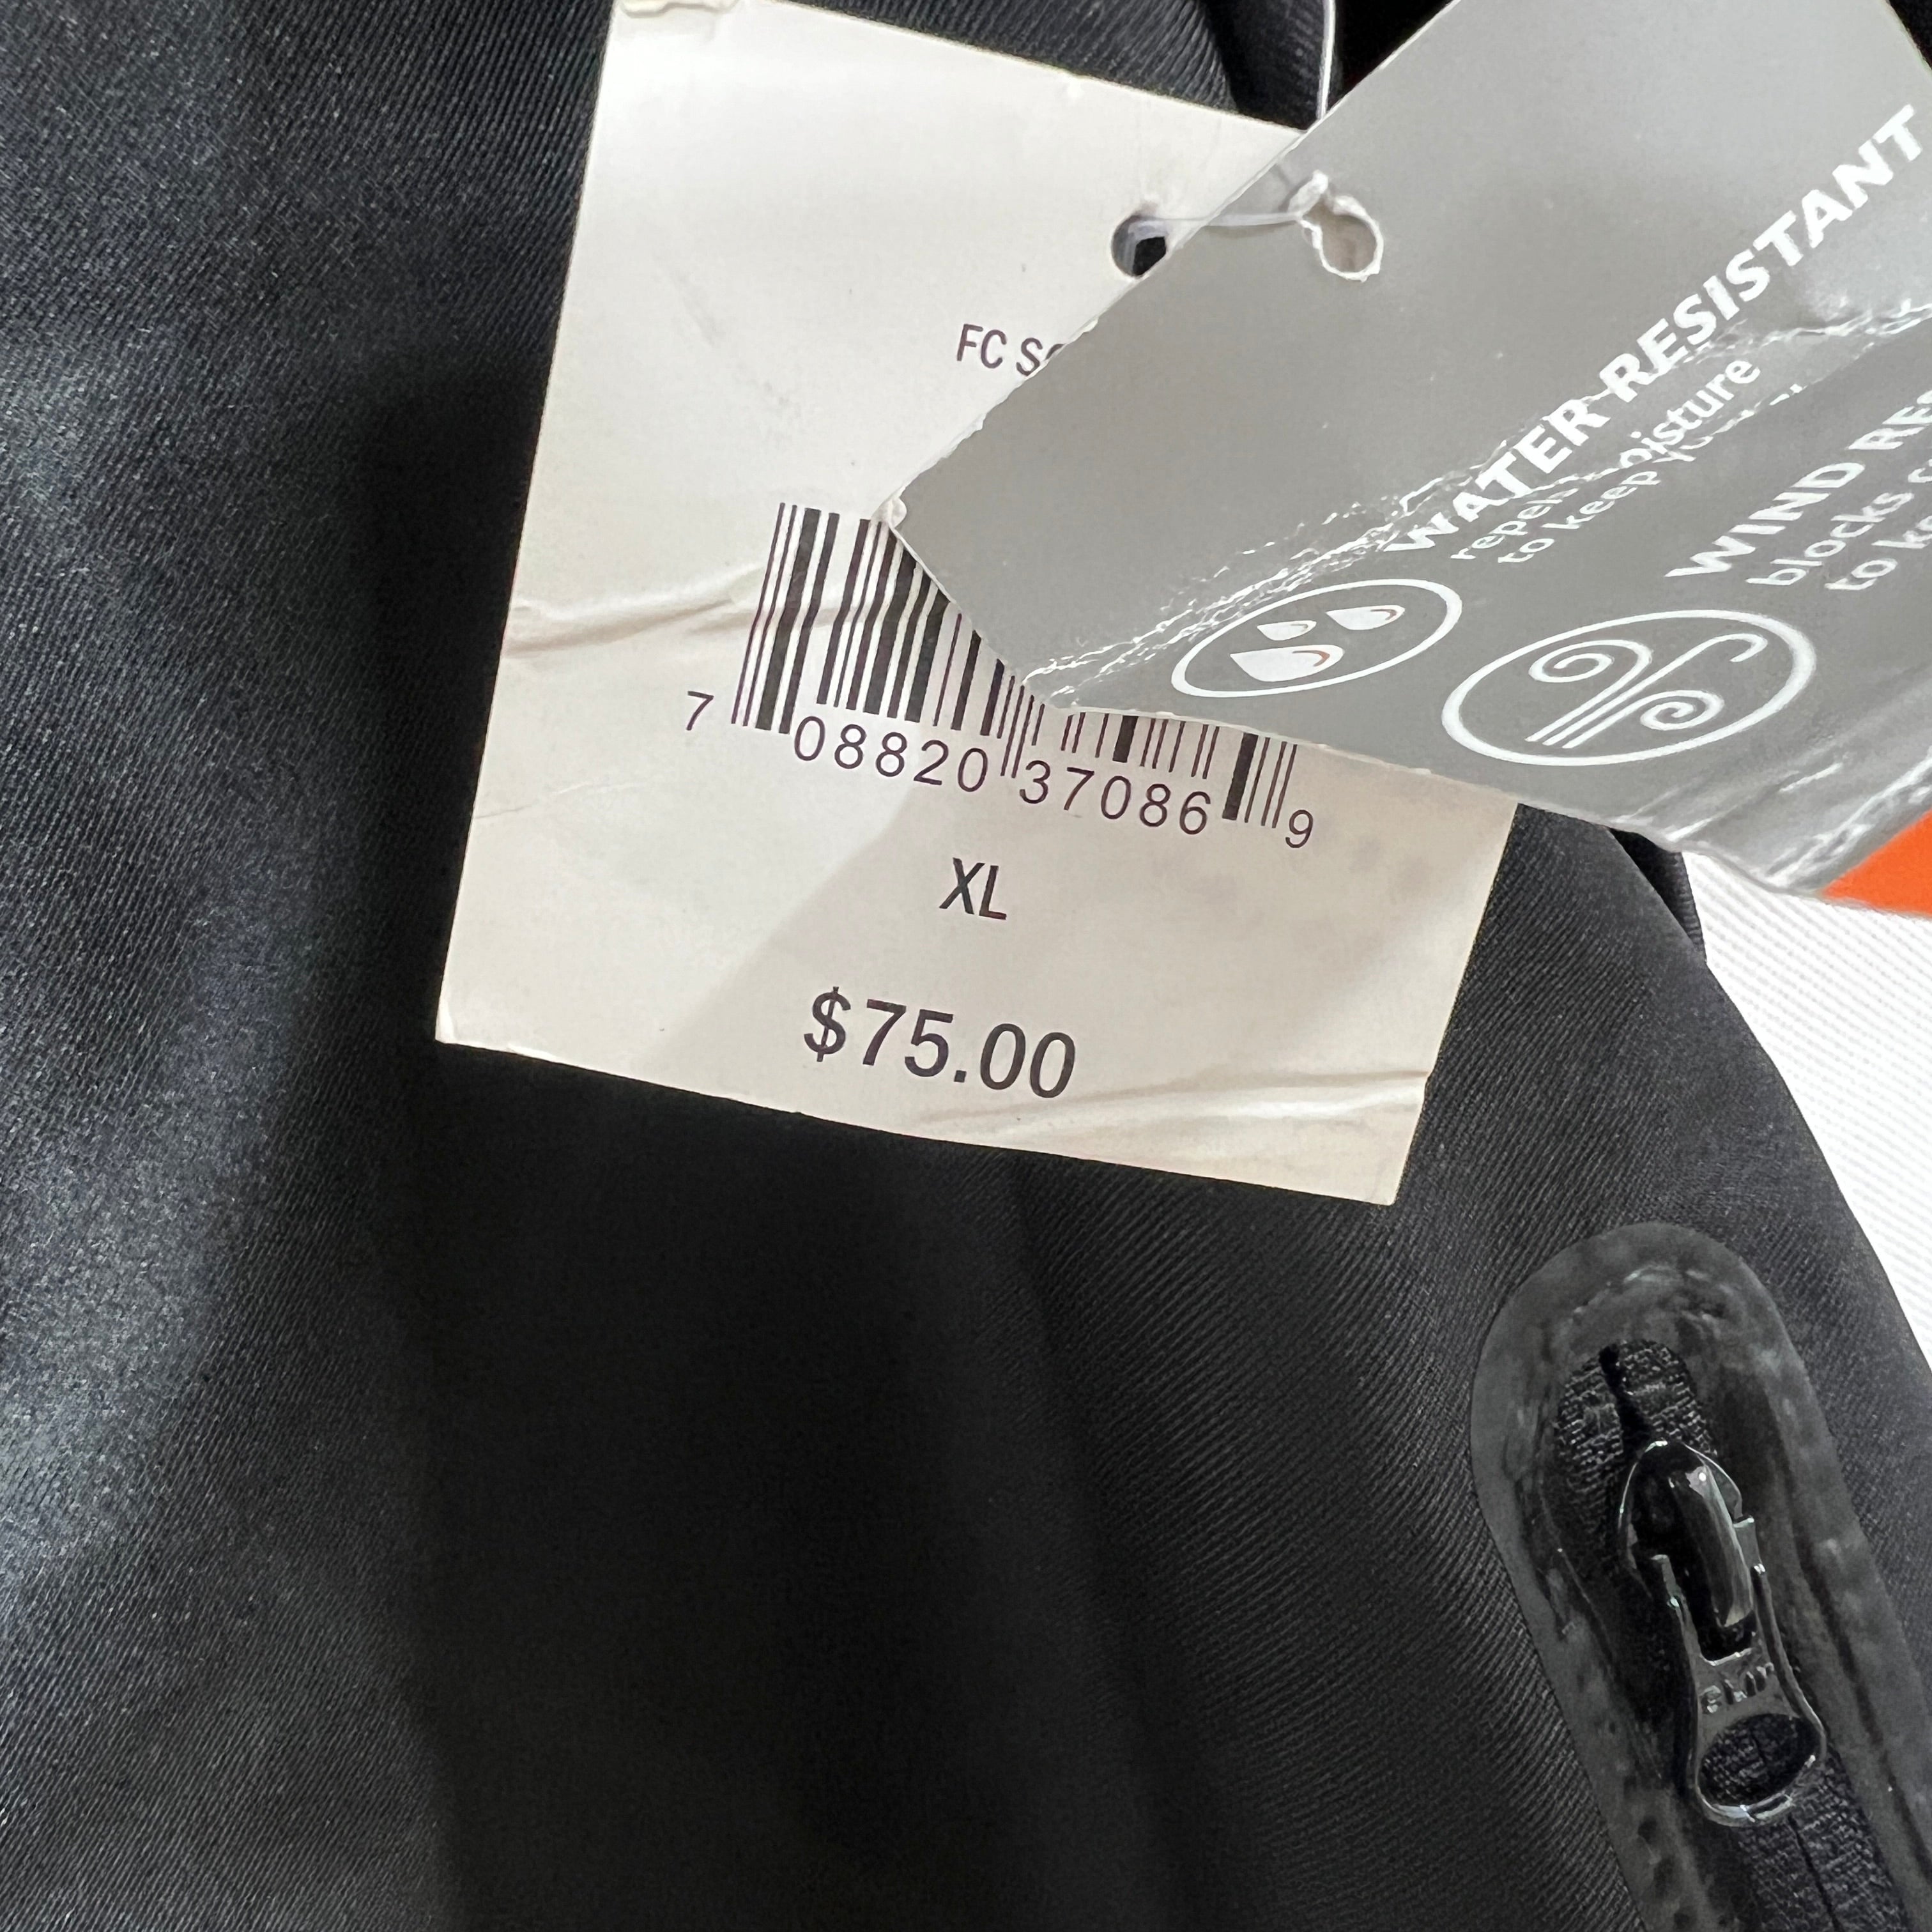 FC
7 08820 37086 9
XL
$75.00
WATER RESISTANT
repels moisture
to keep
WIND
blocks
to